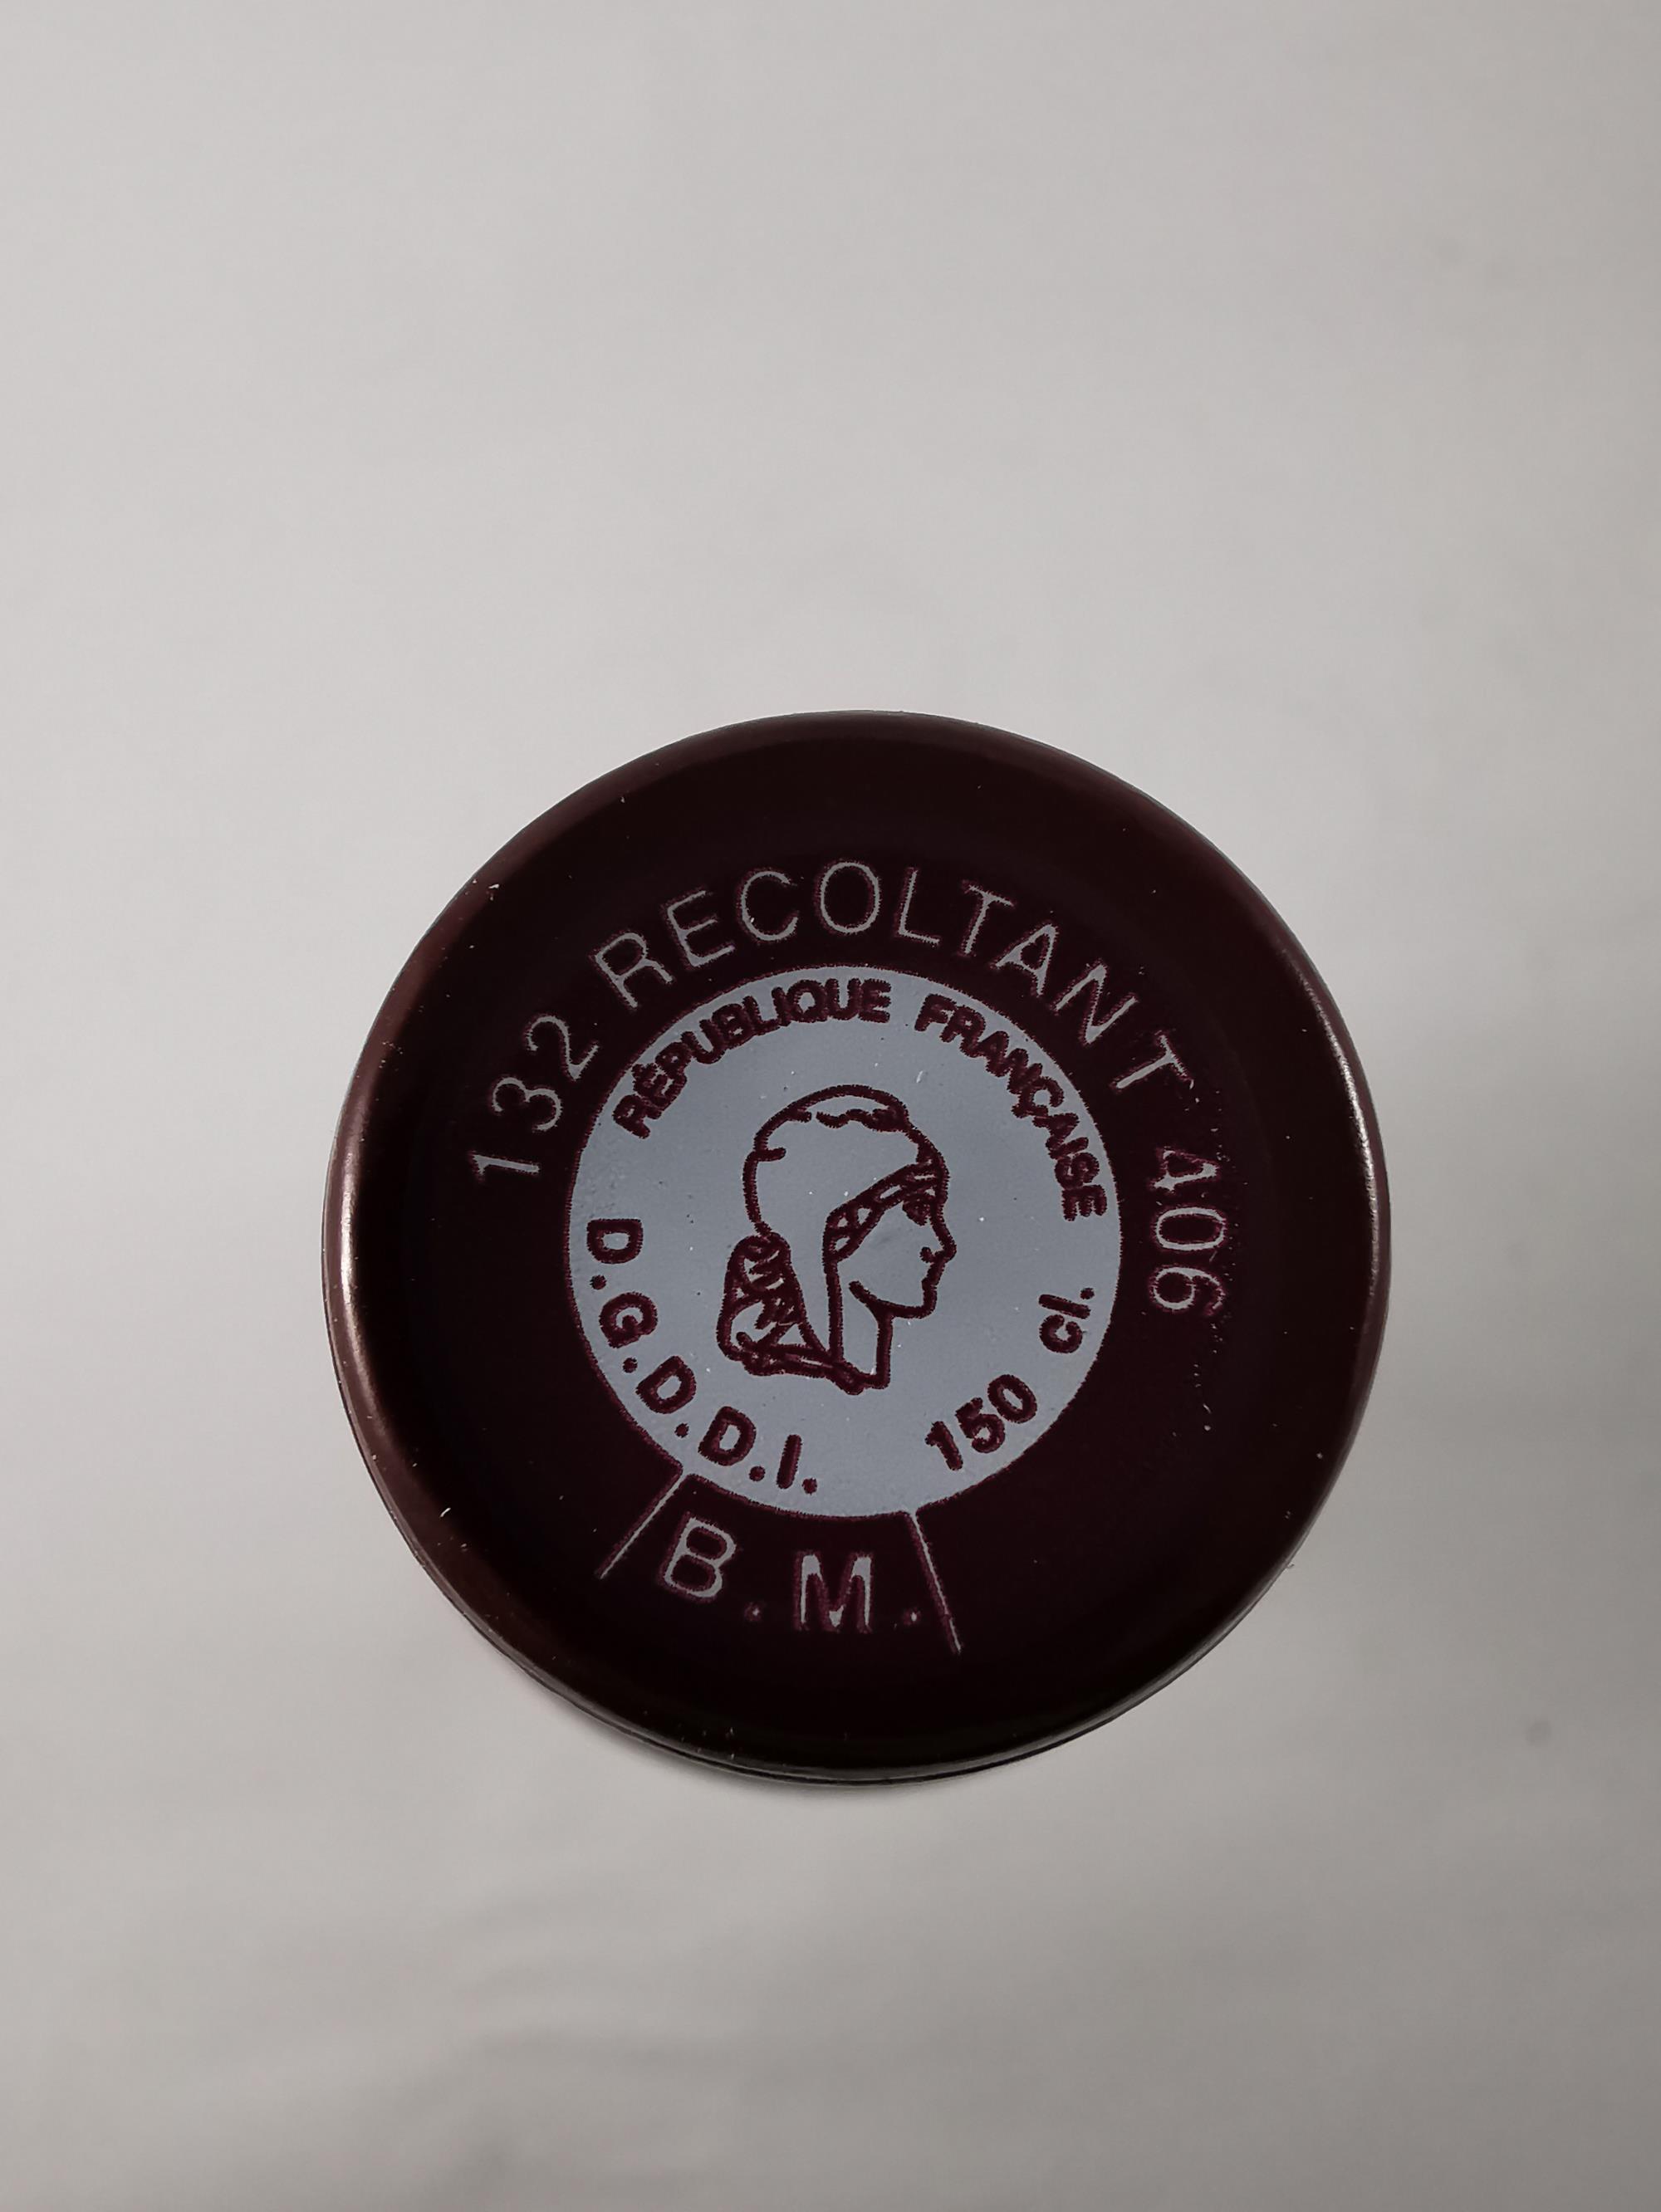 132 RECOLTANT 406
RÉPUBLIQUE FRANÇAISE
D.G.D.D.I.
150 cl.
B.M.